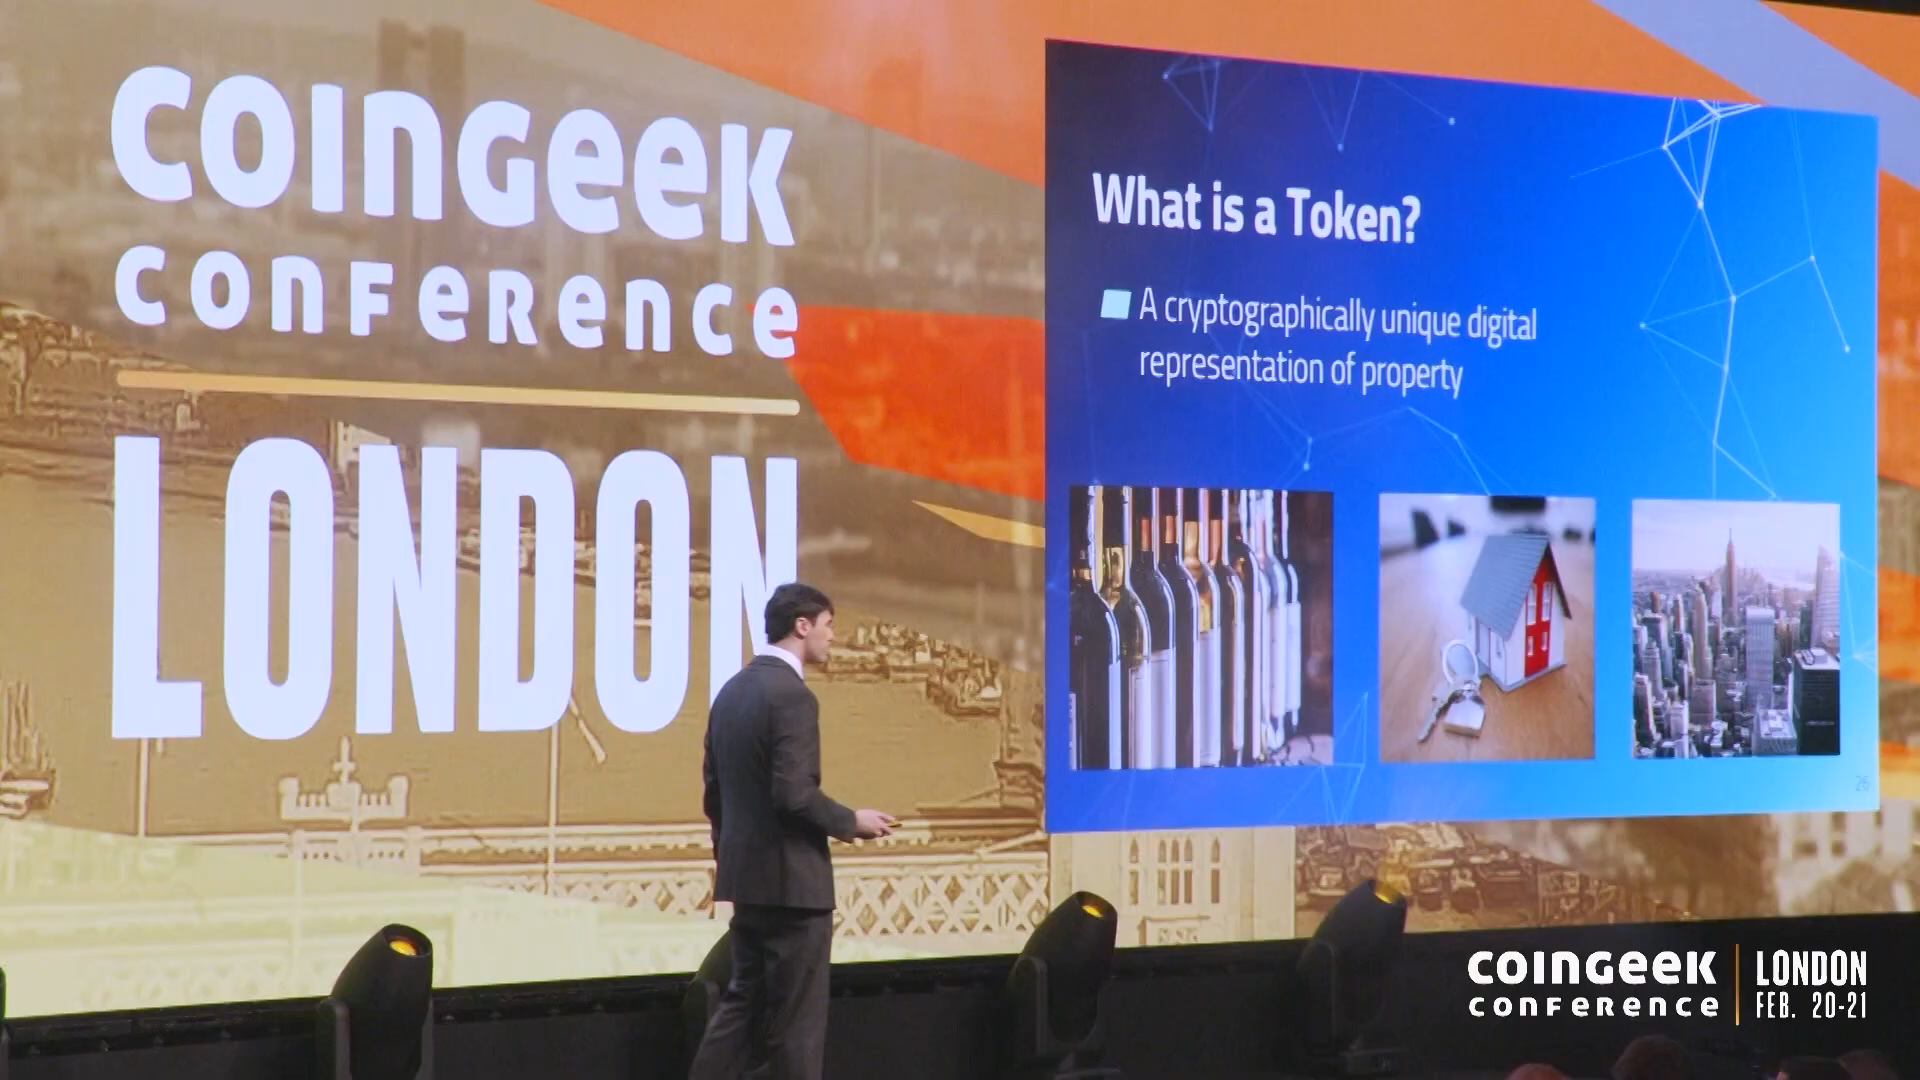 COINGEEK
CONFERENCE
LONDON
What is a Token?
A cryptographically unique digital
representation of property
26
COINGEEK
CONFERENCE
LONDON
FEB. 20-21